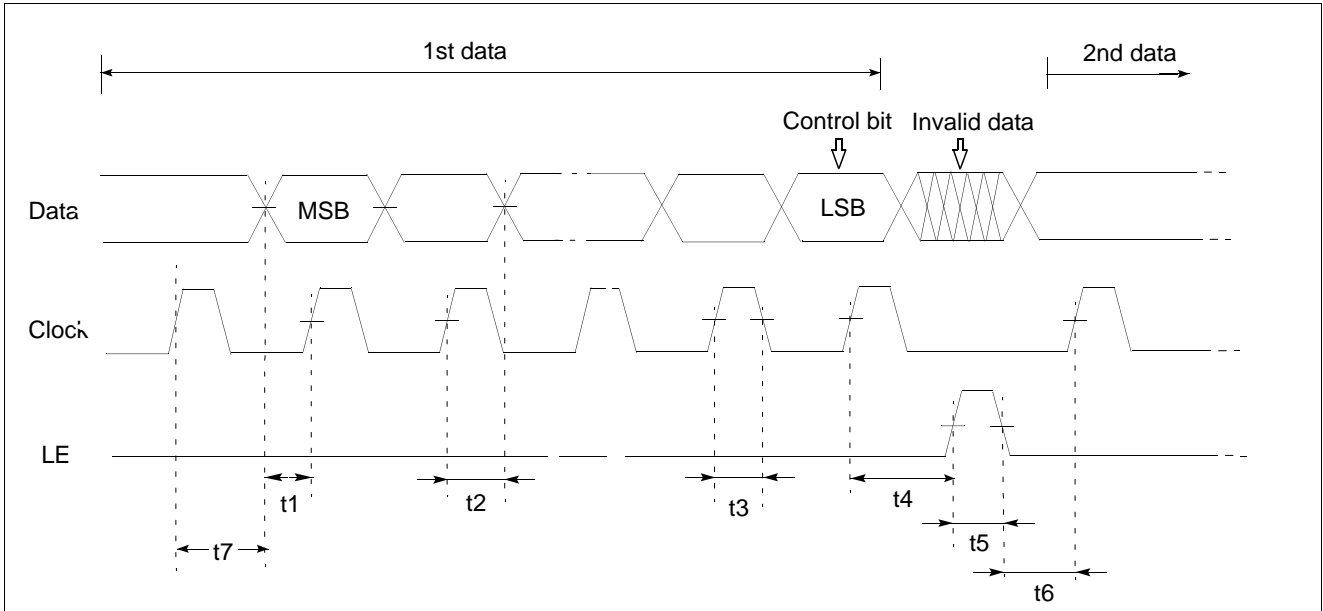 1st data
2nd data
Control bit
Invalid data
Data
MSB
LSB
Clock
LE
t1
t2
t3
t4
t5
t6
t7